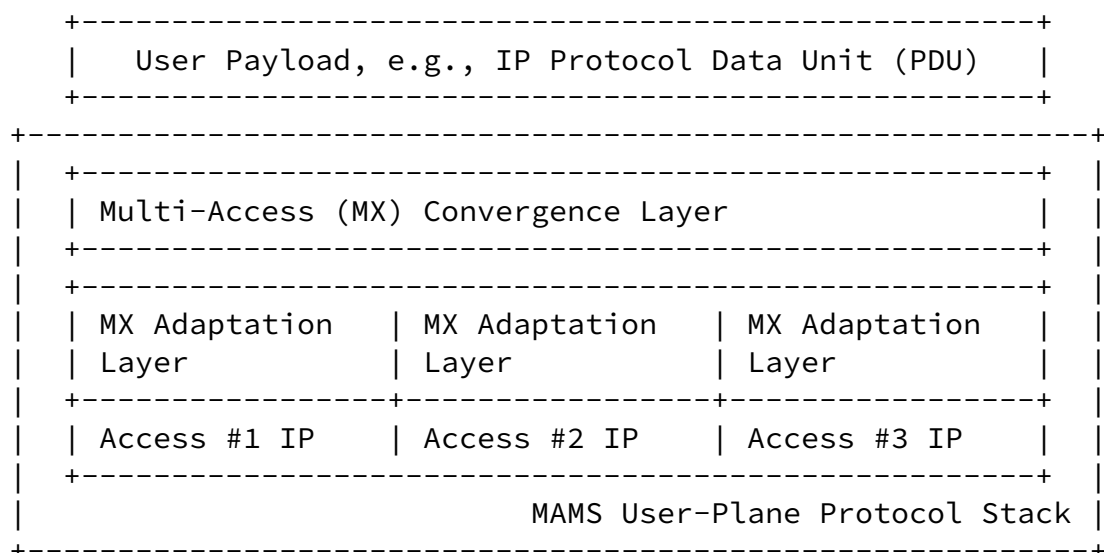 User Payload, e.g., IP Protocol Data Unit (PDU)
Multi-Access (MX) Convergence Layer
MX Adaptation | MX Adaptation | MX Adaptation
Layer | Layer | Layer
Access #1 IP | Access #2 IP | Access #3 IP
MAMS User-Plane Protocol Stack